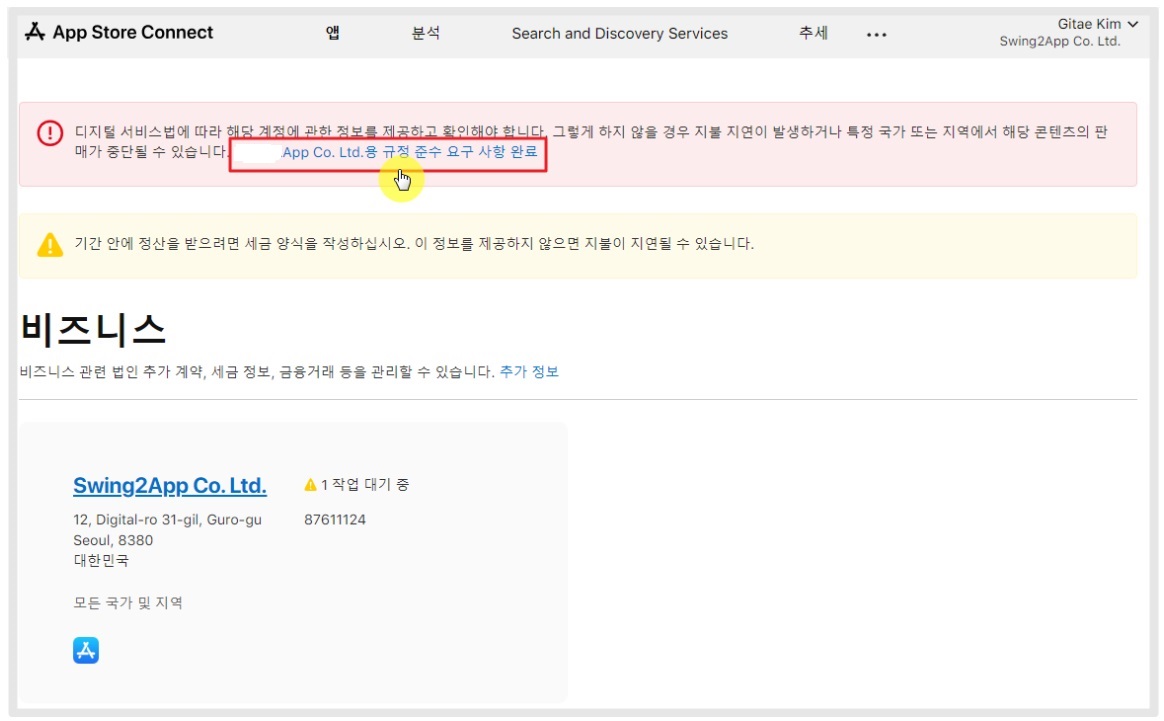 App Store Connect
앱
분석
Search and Discovery Services
추세
•••
Gitae Kim
Swing2App Co. Ltd.
디지털 서비스법에 따라 해당 계정에 관한 정보를 제공하고 확인해야 합니다. 그렇게 하지 않을 경우 지불 지연이 발생하거나 특정 국가 또는 지역에서 해당 콘텐츠의 판
매가 중단될 수 있습니다. App Co. Ltd.용 규정 준수 요구 사항 완료
기간 안에 정산을 받으려면 세금 양식을 작성하십시오. 이 정보를 제공하지 않으면 지불이 지연될 수 있습니다.
비즈니스
비즈니스 관련 법인 추가 계약, 세금 정보, 금융거래 등을 관리할 수 있습니다. 추가 정보
Swing2App Co. Ltd.
1 작업 대기 중
12, Digital-ro 31-gil, Guro-gu
87611124
Seoul, 8380
대한민국
모든 국가 및 지역